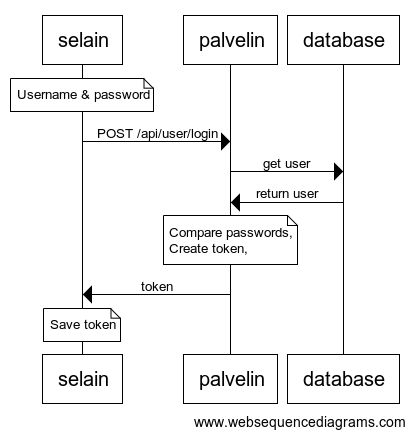 selain
palvelin
database
Username & password
POST /api/user/login
get user
return user
Compare passwords,
Create token,
token
Save token
selain
palvelin
database
www.websequencediagrams.com